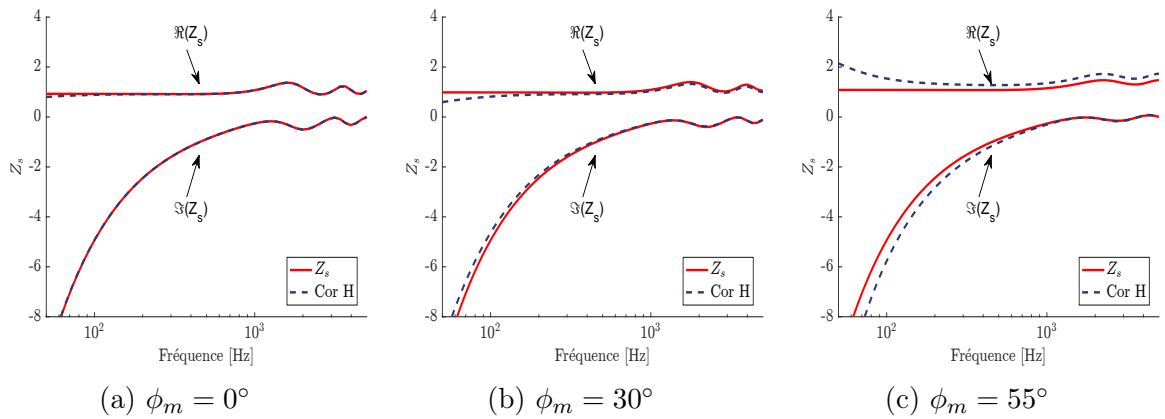 4
2
0
-2
-4
-6
-8
Z_s
ℜ(Z_s)
ℑ(Z_s)
Z_s
Cor H
10^2
10^3
Fréquence [Hz]
(a) ϕ_m = 0°
4
2
0
-2
-4
-6
-8
Z_s
ℜ(Z_s)
ℑ(Z_s)
Z_s
Cor H
10^2
10^3
Fréquence [Hz]
(b) ϕ_m = 30°
4
2
0
-2
-4
-6
-8
Z_s
ℜ(Z_s)
ℑ(Z_s)
Z_s
Cor H
10^2
10^3
Fréquence [Hz]
(c) ϕ_m = 55°